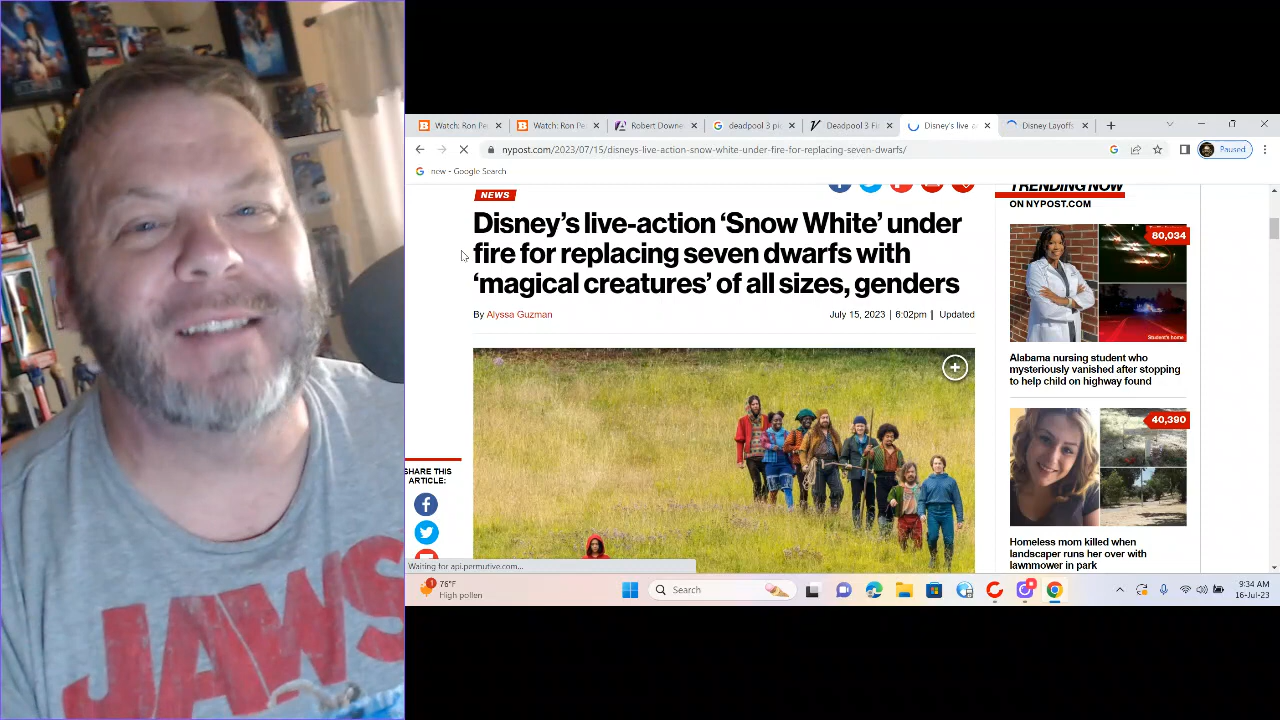 Watch: Ron Pe
Watch: Ron Pe
Robert Downe
deadpool 3 pi
Deadpool 3 Fi
Disney's live-a
Disney Layoffs
nypost.com/2023/07/15/disneys-live-action-snow-white-under-fire-for-replacing-seven-dwarfs/
Paused
new - Google Search
NEWS
Disney's live-action 'Snow White' under
fire for replacing seven dwarfs with
'magical creatures' of all sizes, genders
By Alyssa Guzman
July 15, 2023 | 6:02pm | Updated
SHARE THIS
ARTICLE:
TRENDING NOW
ON NYPOST.COM
80,034
Student's home
Alabama nursing student who
mysteriously vanished after stopping
to help child on highway found
40,390
Homeless mom killed when
landscaper runs her over with
lawnmower in park
Waiting for api.permutive.com...
1
76°F
High pollen
Search
9:34 AM
16-Jul-23
JAWS